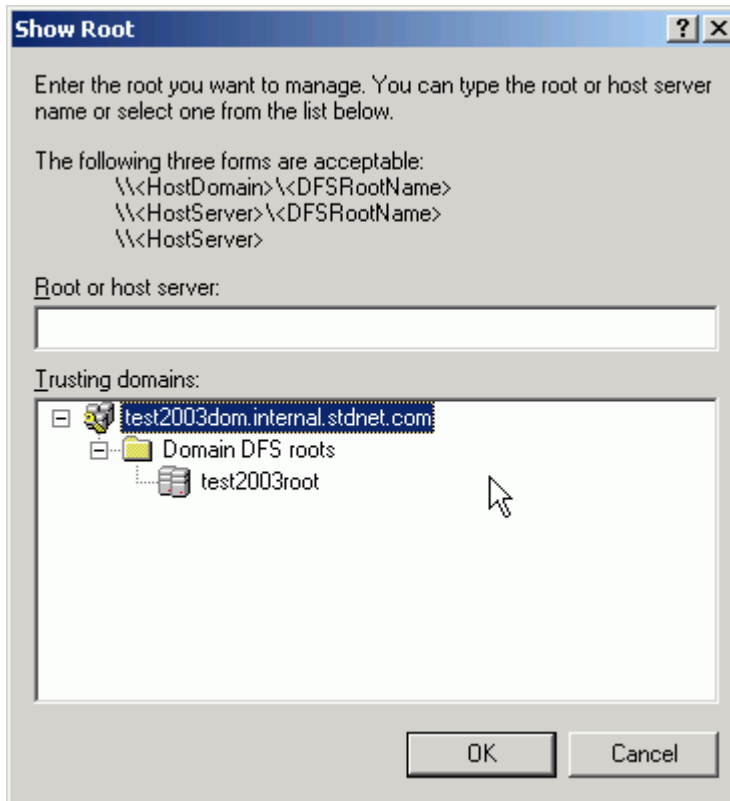 Show Root
Enter the root you want to manage. You can type the root or host server
name or select one from the list below.
The following three forms are acceptable:
\\<HostDomain>\<DFSRootName>
\\<HostServer>\<DFSRootName>
\\<HostServer>
Root or host server:
Trusting domains:
test2003dom.internal.stdnet.com
Domain DFS roots
test2003root
OK Cancel